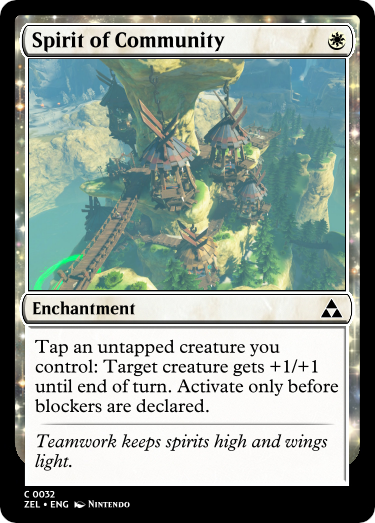 Spirit of Community
Enchantment
Tap an untapped creature you
control: Target creature gets +1/+1
until end of turn. Activate only before
blockers are declared.
Teamwork keeps spirits high and wings
light.
C 0032
ZEL • ENG Nintendo